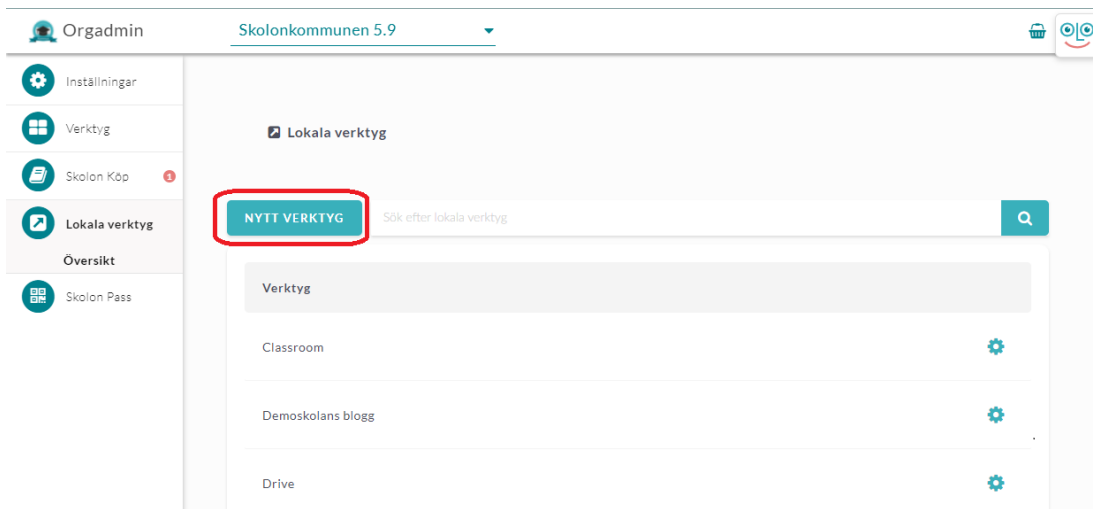 Orgadmin
Skolonkommunen 5.9
Inställningar
Verktyg
Skolon Köp 1
Lokala verktyg
Översikt
Skolon Pass
Lokala verktyg
NYTT VERKTYG
Sök efter lokala verktyg
Verktyg
Classroom
Demoskolans blogg
Drive